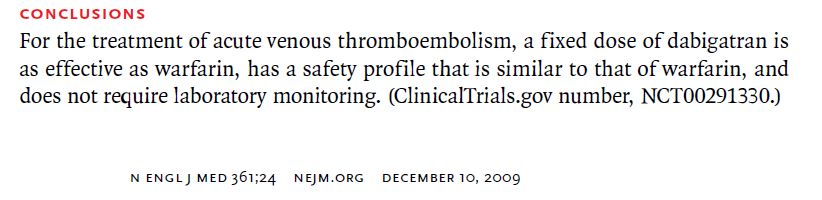 CONCLUSIONS
For the treatment of acute venous thromboembolism, a fixed dose of dabigatran is
as effective as warfarin, has a safety profile that is similar to that of warfarin, and
does not require laboratory monitoring. (ClinicalTrials.gov number, NCT00291330.)
N ENGL J MED 361;24 NEJM.ORG DECEMBER 10, 2009